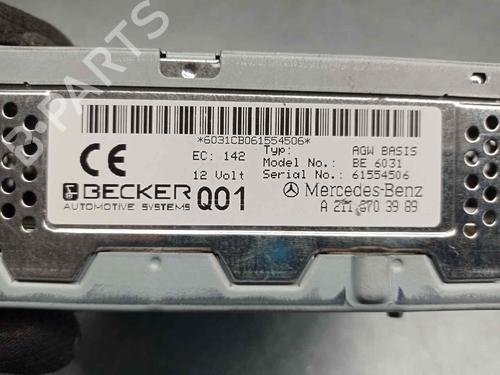 *6031CB061554506*
EC: 142
Typ: AGW BASIS
Model No.: BE 6031
12 Volt
Serial No.: 61554506
CE
BECKER
AUTOMOTIVE SYSTEMS
Q01
Mercedes-Benz
A 211 870 39 89
B-PARTS